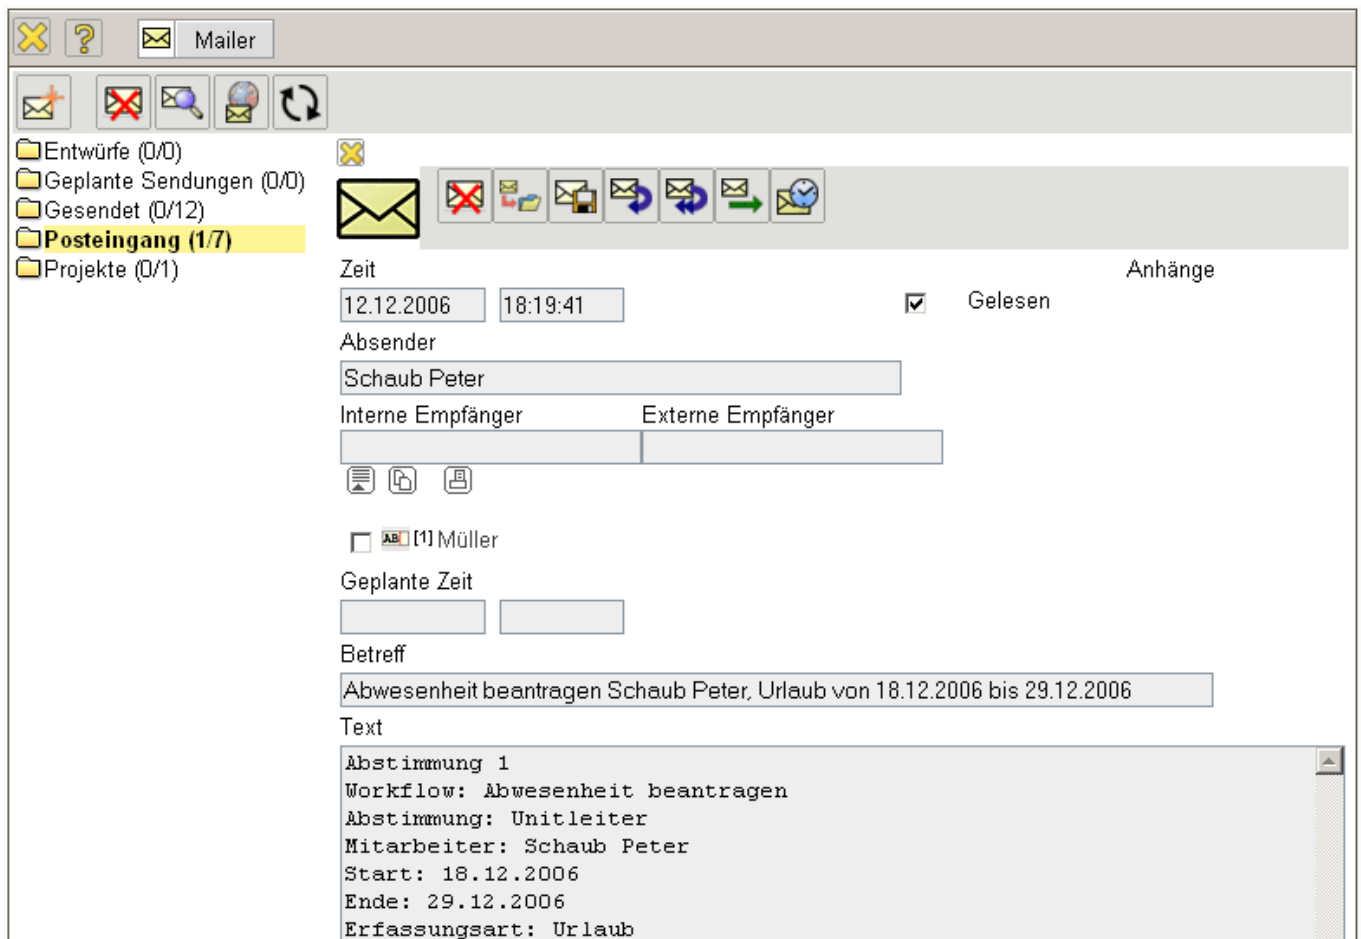 Mailer
Entwürfe (0/0)
Geplante Sendungen (0/0)
Gesendet (0/12)
Posteingang (1/7)
Projekte (0/1)
Zeit
Anhänge
12.12.2006 18:19:41 Gelesen
Absender
Schaub Peter
Interne Empfänger Externe Empfänger
AB [1] Müller
Geplante Zeit
Betreff
Abwesenheit beantragen Schaub Peter, Urlaub von 18.12.2006 bis 29.12.2006
Text
Abstimmung 1
Workflow: Abwesenheit beantragen
Abstimmung: Unitleiter
Mitarbeiter: Schaub Peter
Start: 18.12.2006
Ende: 29.12.2006
Erfassungsart: Urlaub